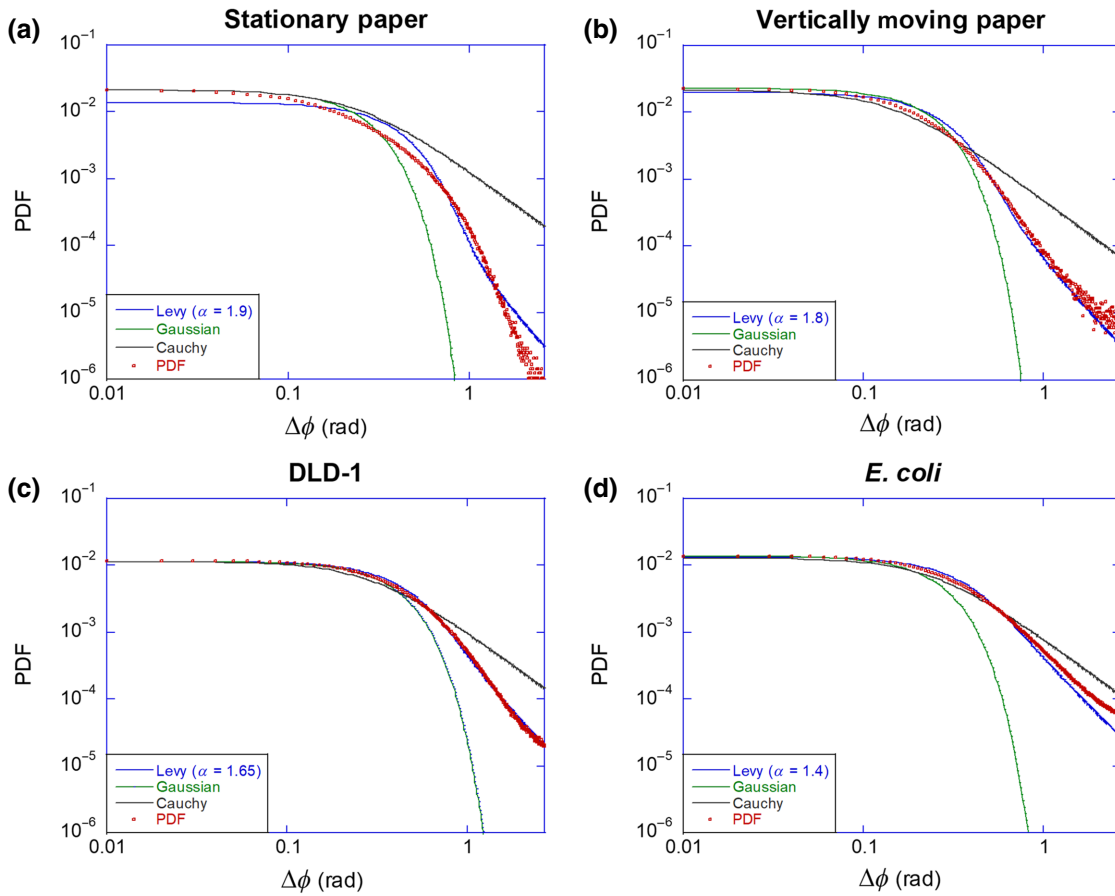 Stationary paper
(a)
10⁻¹
10⁻²
10⁻³
10⁻⁴
10⁻⁵
10⁻⁶
PDF
Levy (α = 1.9)
Gaussian
Cauchy
PDF
0.01
0.1
1
Δϕ (rad)
Vertically moving paper
(b)
10⁻¹
10⁻²
10⁻³
10⁻⁴
10⁻⁵
10⁻⁶
PDF
Levy (α = 1.8)
Gaussian
Cauchy
PDF
0.01
0.1
1
Δϕ (rad)
DLD-1
(c)
10⁻¹
10⁻²
10⁻³
10⁻⁴
10⁻⁵
10⁻⁶
PDF
Levy (α = 1.65)
Gaussian
Cauchy
PDF
0.01
0.1
1
Δϕ (rad)
E. coli
(d)
10⁻¹
10⁻²
10⁻³
10⁻⁴
10⁻⁵
10⁻⁶
PDF
Levy (α = 1.4)
Gaussian
Cauchy
PDF
0.01
0.1
1
Δϕ (rad)